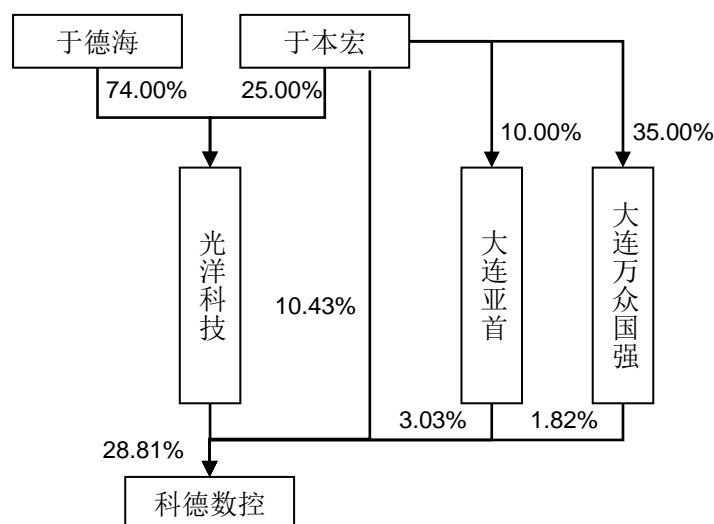 于德海
于本宏
74.00%
25.00%
10.00%
35.00%
光洋科技
10.43%
大连亚首
大连万众国强
3.03%
1.82%
28.81%
科德数控